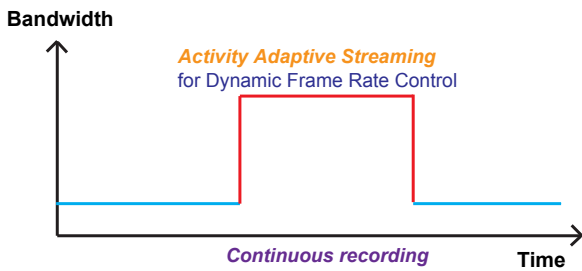 Bandwidth
Activity Adaptive Streaming
for Dynamic Frame Rate Control
Continuous recording
Time